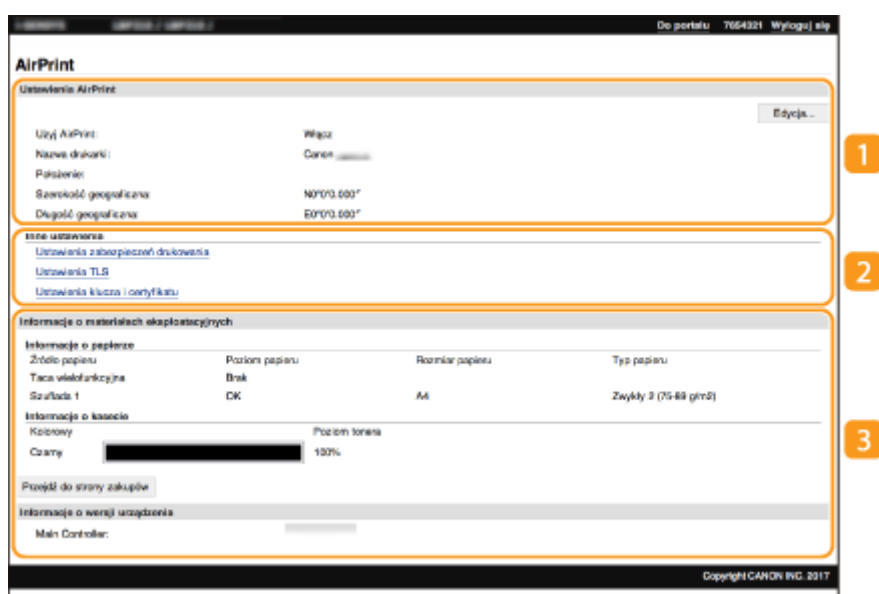 Do portalu 7654321 Wyloguj się
AirPrint
Ustawienia AirPrint
Edycja...
Użyj AirPrint: Włącz
Nazwa drukarki: Canon
Położenie:
Szerokość geograficzna: N0°0'0.000"
Długość geograficzna: E0°0'0.000"
1
Inne ustawienia
Ustawienia zabezpieczeń drukowania
Ustawienia TLS
Ustawienia klucza i certyfikatu
2
Informacje o materiałach eksploatacyjnych
Informacje o papierze
Źródło papieru Poziom papieru Rozmiar papieru Typ papieru
Taca wielofunkcyjna Brak
Szuflada 1 OK A4 Zwykły 2 (75-89 g/m2)
Informacje o kasecie
Kolorowy Poziom tonera
Czarny 100%
3
Przejdź do strony zakupów
Informacje o wersji urządzenia
Main Controller:
Copyright CANON INC. 2017